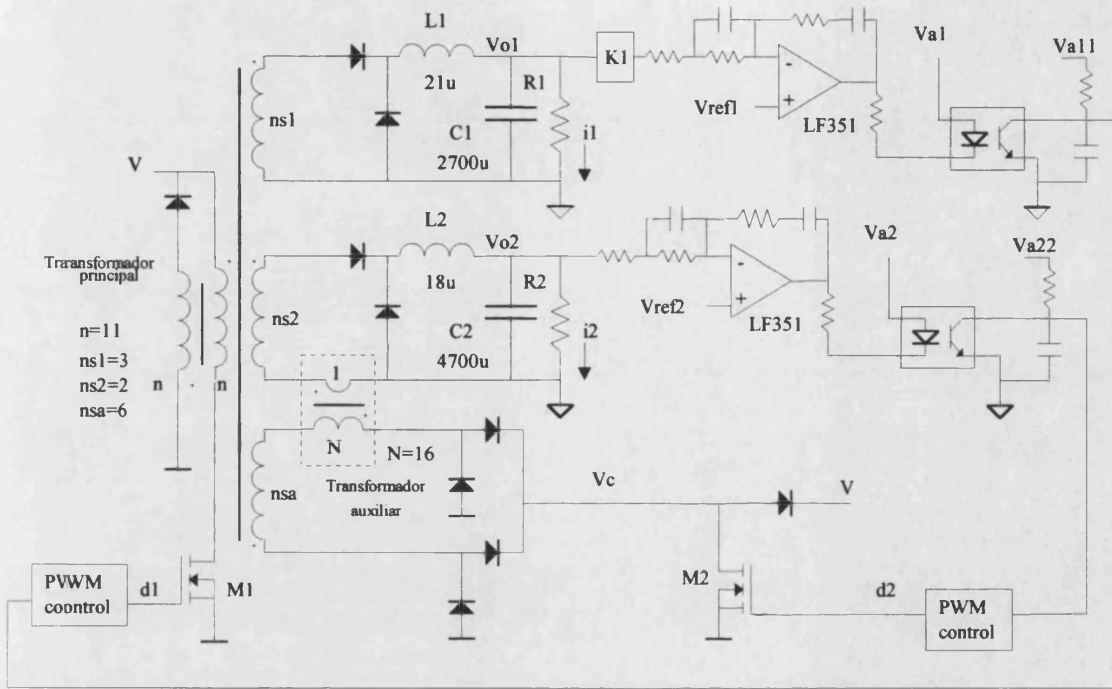 L1
Vo1
21u
R1
ns1
C1
2700u
i1
K1
Vref1
-
+
LF351
Va1
Va11
V
Transformador
principal
n=11
ns1=3
ns2=2
nsa=6
n
n
L2
Vo2
18u
R2
ns2
C2
4700u
i2
Vref2
-
+
LF351
Va2
Va22
1
N
N=16
Transformador
auxiliar
nsa
Vc
V
PWM
coontrol
d1
M1
M2
d2
PWM
control